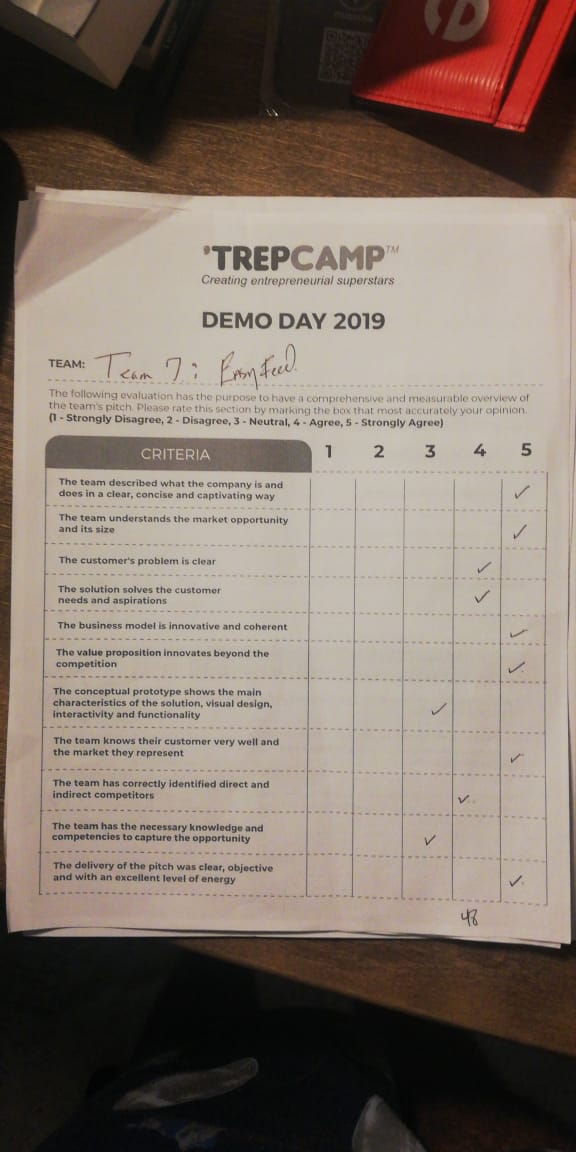 'TREPCAMP™
Creating entrepreneurial superstars
DEMO DAY 2019
TEAM: Team 7: EasyFeed
The following evaluation has the purpose to have a comprehensive and measurable overview of
the team's pitch. Please rate this section by marking the box that most accurately your opinion.
(1 - Strongly Disagree, 2 - Disagree, 3 - Neutral, 4 - Agree, 5 - Strongly Agree)
CRITERIA 1 2 3 4 5
The team described what the company is and
does in a clear, concise and captivating way ✓
The team understands the market opportunity
and its size ✓
The customer's problem is clear ✓
The solution solves the customer
needs and aspirations ✓
The business model is innovative and coherent ✓
The value proposition innovates beyond the
competition ✓
The conceptual prototype shows the main
characteristics of the solution, visual design,
interactivity and functionality ✓
The team knows their customer very well and
the market they represent ✓
The team has correctly identified direct and
indirect competitors ✓
The team has the necessary knowledge and
competencies to capture the opportunity ✓
The delivery of the pitch was clear, objective
and with an excellent level of energy ✓
48